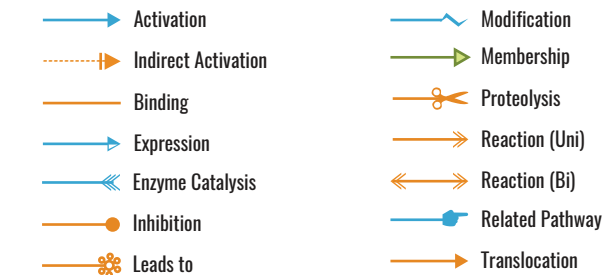 Activation
Indirect Activation
Binding
Expression
Enzyme Catalysis
Inhibition
Leads to
Modification
Membership
Proteolysis
Reaction (Uni)
Reaction (Bi)
Related Pathway
Translocation